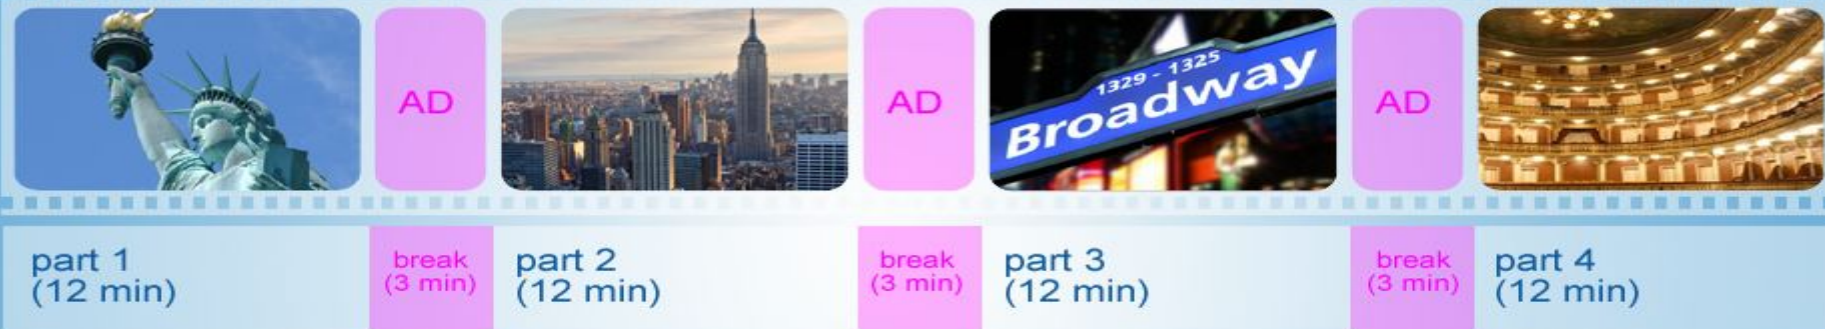 AD
AD
1329 - 1325
Broadway
AD
part 1
(12 min)
break
(3 min)
part 2
(12 min)
break
(3 min)
part 3
(12 min)
break
(3 min)
part 4
(12 min)